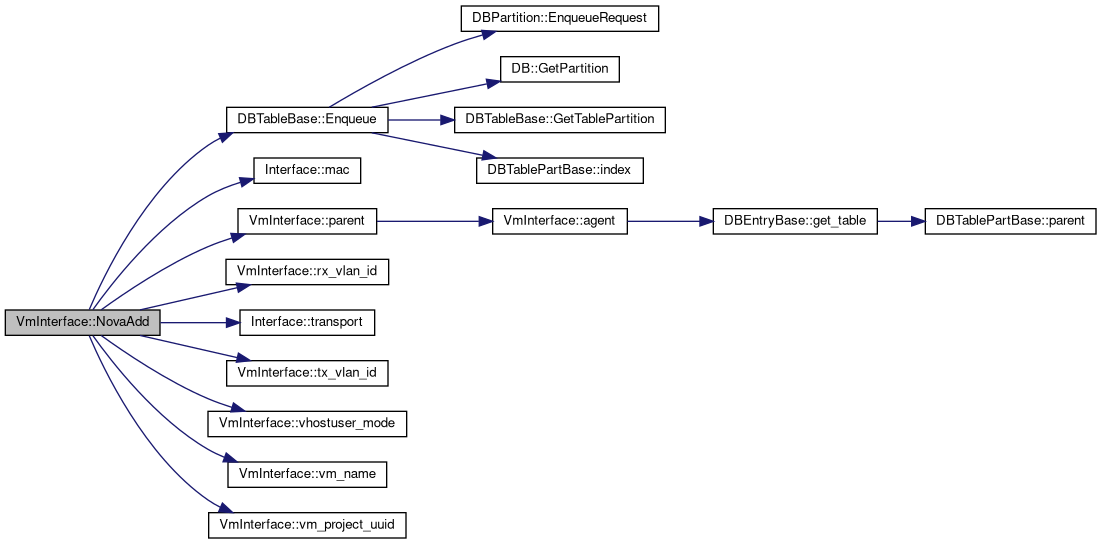 DBPartition::EnqueueRequest
DB::GetPartition
DBTableBase::Enqueue
DBTableBase::GetTablePartition
DBTablePartBase::index
Interface::mac
VmInterface::parent
VmInterface::agent
DBEntryBase::get_table
DBTablePartBase::parent
VmInterface::rx_vlan_id
VmInterface::NovaAdd
Interface::transport
VmInterface::tx_vlan_id
VmInterface::vhostuser_mode
VmInterface::vm_name
VmInterface::vm_project_uuid